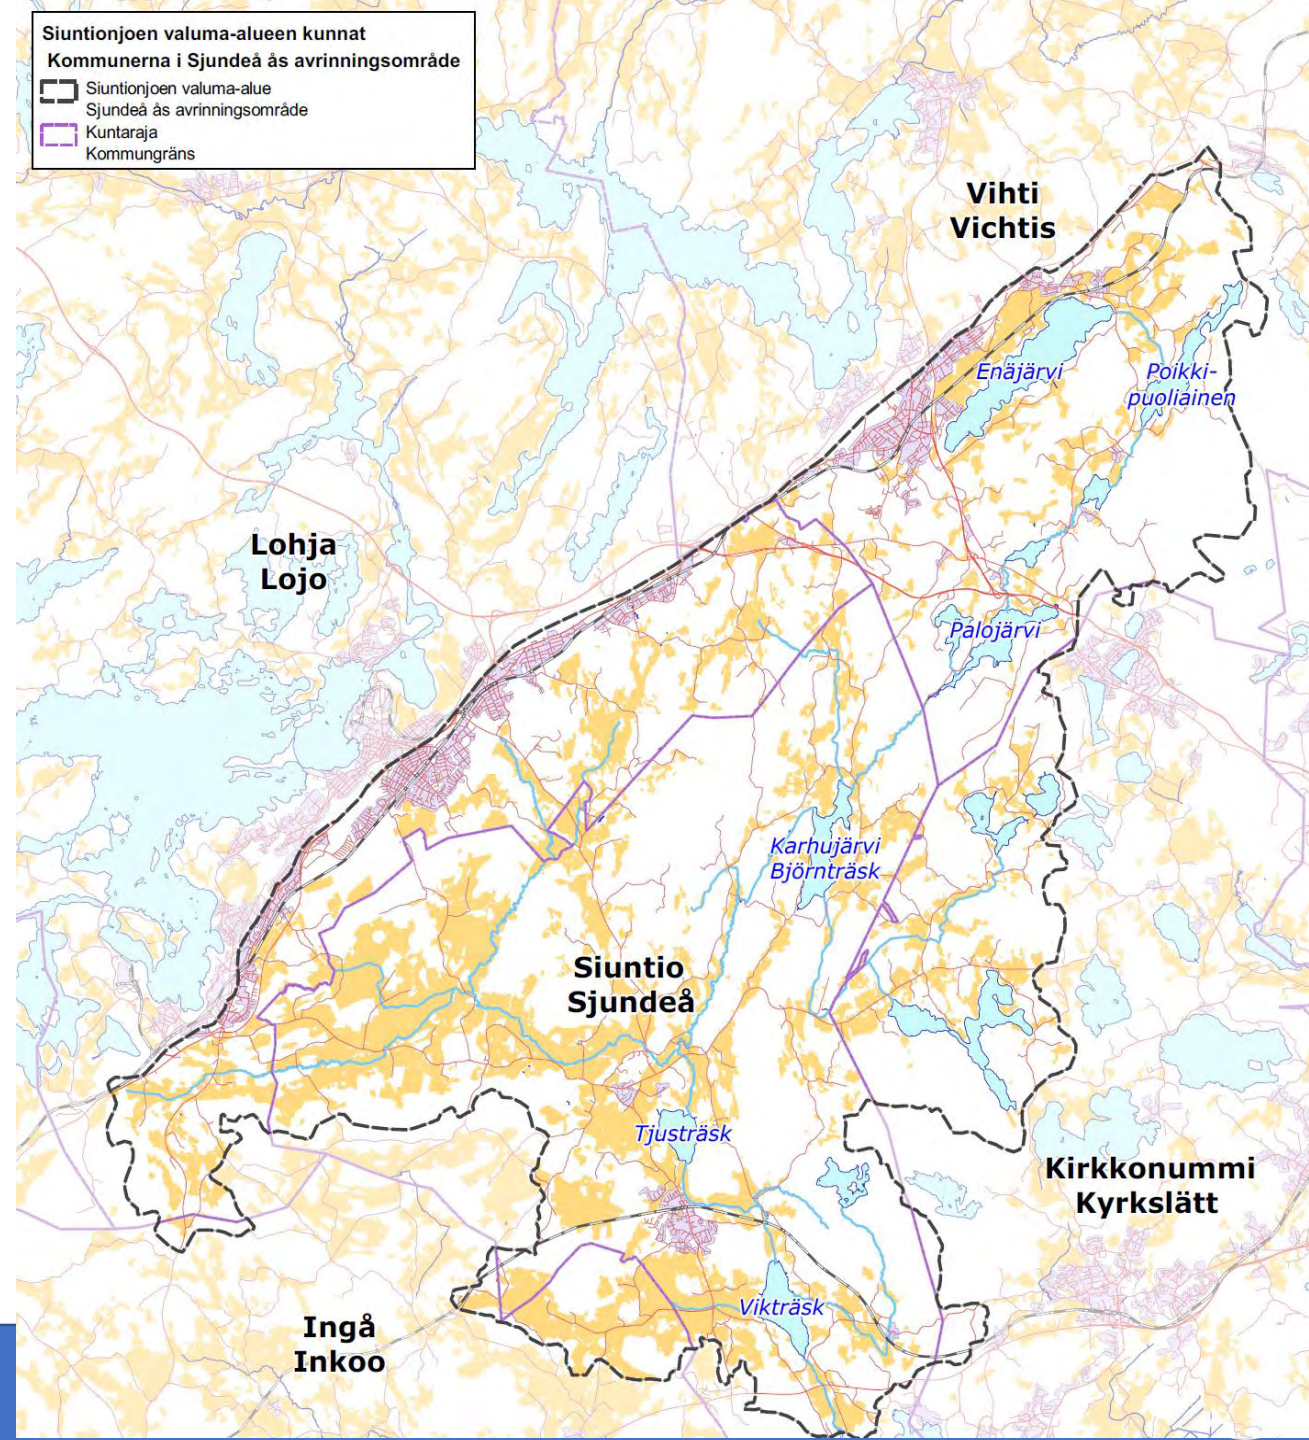 Siuntionjoen valuma-alueen kunnat
Kommunerna i Sjundeå ås avrinningsområde
Siuntionjoen valuma-alue
Sjundeå ås avrinningsområde
Kuntaraja
Kommungräns
Vihti
Vichtis
Enäjärvi
Poikki-
puoliainen
Lohja
Lojo
Palojärvi
Karhujärvi
Björnträsk
Siuntio
Sjundeå
Tjusträsk
Kirkkonummi
Kyrkslätt
Vikträsk
Ingå
Inkoo